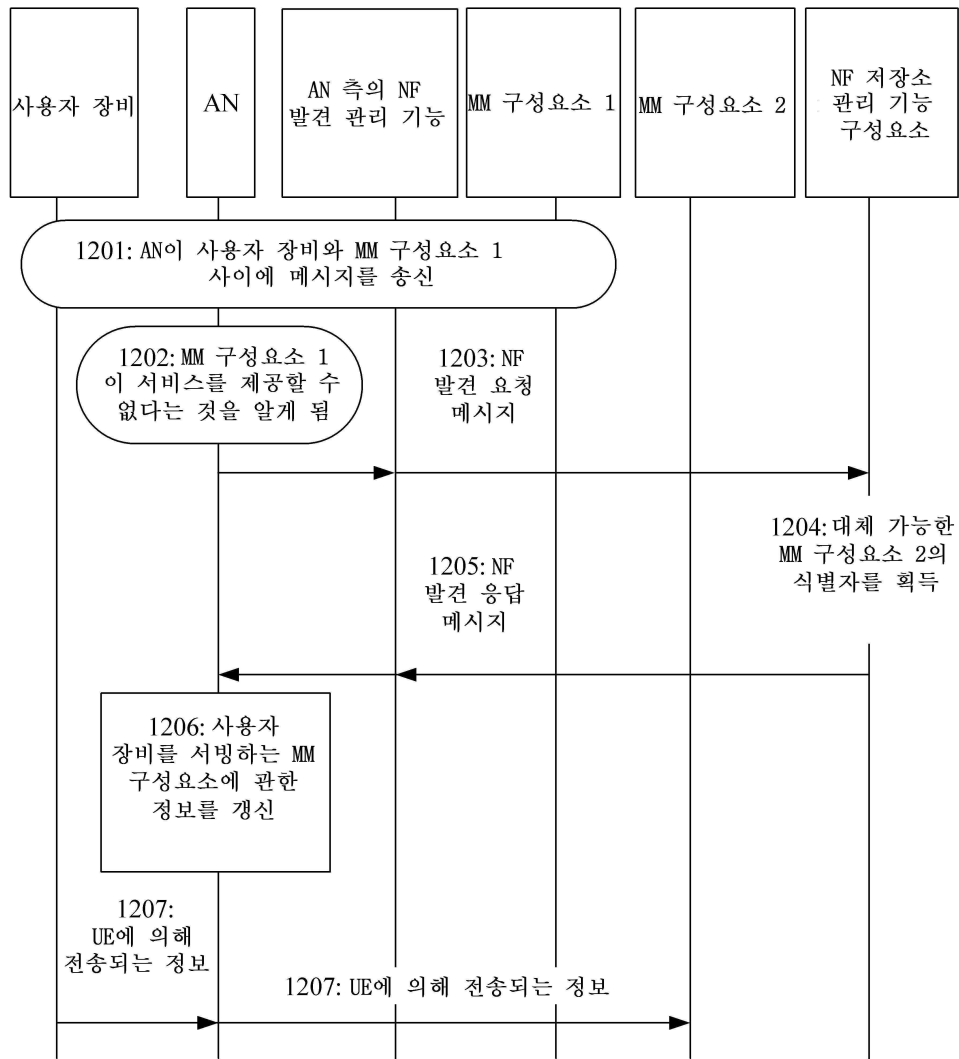 사용자 장비
AN
AN 측의 NF
발견 관리 기능
MM 구성요소 1
MM 구성요소 2
NF 저장소
관리 기능
구성요소
1201: AN이 사용자 장비와 MM 구성요소 1
사이에 메시지를 송신
1202: MM 구성요소 1
이 서비스를 제공할 수
없다는 것을 알게 됨
1203: NF
발견 요청
메시지
1204: 대체 가능한
MM 구성요소 2의
식별자를 획득
1205: NF
발견 응답
메시지
1206: 사용자
장비를 서빙하는 MM
구성요소에 관한
정보를 갱신
1207:
UE에 의해
전송되는 정보
1207: UE에 의해 전송되는 정보